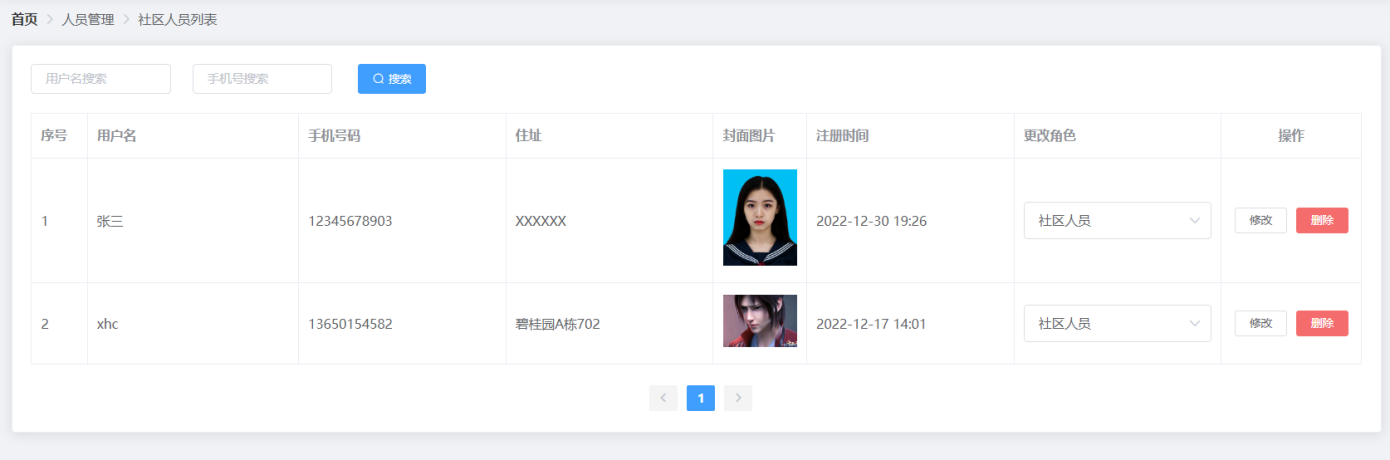 首页 > 人员管理 > 社区人员列表
用户名搜索 手机号搜索 搜索
序号 用户名 手机号码 住址 封面图片 注册时间 更改角色 操作
1 张三 12345678903 XXXXXX 2022-12-30 19:26 社区人员 修改 删除
2 xhc 13650154582 碧桂园A栋702 2022-12-17 14:01 社区人员 修改 删除
< 1 >